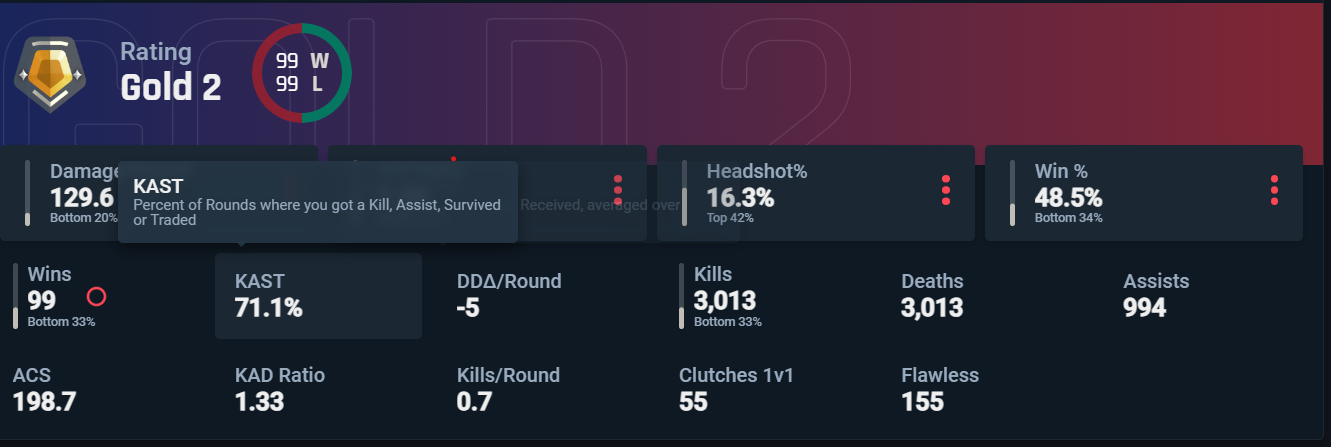 Rating
Gold 2
99 W
99 L
Damage
129.6
Bottom 20%
KAST
Percent of Rounds where you got a Kill, Assist, Survived
or Traded
Received, averaged over
Headshot%
16.3%
Top 42%
Win %
48.5%
Bottom 34%
Wins
99
Bottom 33%
KAST
71.1%
DDΔ/Round
-5
Kills
3,013
Bottom 33%
Deaths
3,013
Assists
994
ACS
198.7
KAD Ratio
1.33
Kills/Round
0.7
Clutches 1v1
55
Flawless
155